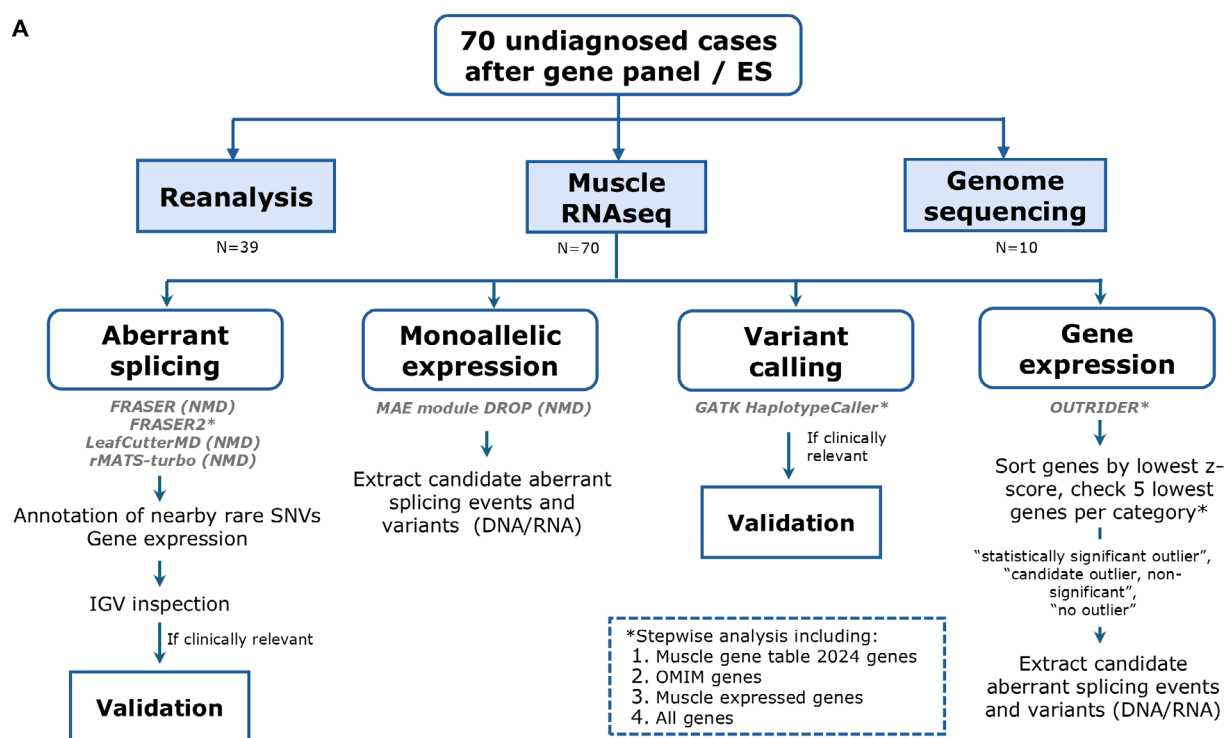 A
70 undiagnosed cases
after gene panel / ES
Reanalysis
N=39
Muscle
RNAseq
N=70
Genome
sequencing
N=10
Aberrant
splicing
FRASER (NMD)
FRASER2*
LeafCutterMD (NMD)
rMATS-turbo (NMD)
Annotation of nearby rare SNVs
Gene expression
IGV inspection
If clinically relevant
Validation
Monoallelic
expression
MAE module DROP (NMD)
Extract candidate aberrant
splicing events and
variants (DNA/RNA)
Variant
calling
GATK HaplotypeCaller*
If clinically
relevant
Validation
Gene
expression
OUTRIDER*
Sort genes by lowest z-
score, check 5 lowest
genes per category*
“statistically significant outlier”,
“candidate outlier, non-
significant”,
“no outlier”
Extract candidate
aberrant splicing events
and variants (DNA/RNA)
*Stepwise analysis including:
1. Muscle gene table 2024 genes
2. OMIM genes
3. Muscle expressed genes
4. All genes